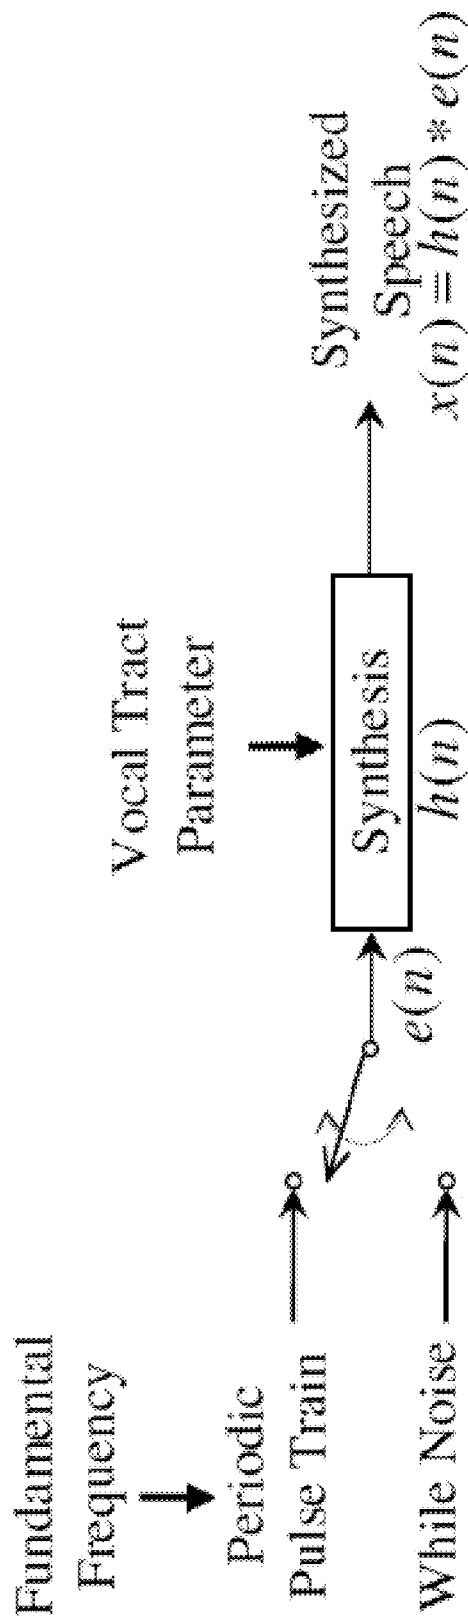 Fundamental
Frequency
Periodic
Pulse Train
While Noise
e(n)
Vocal Tract
Parameter
Synthesis
h(n)
Synthesized
Speech
x(n) = h(n) * e(n)